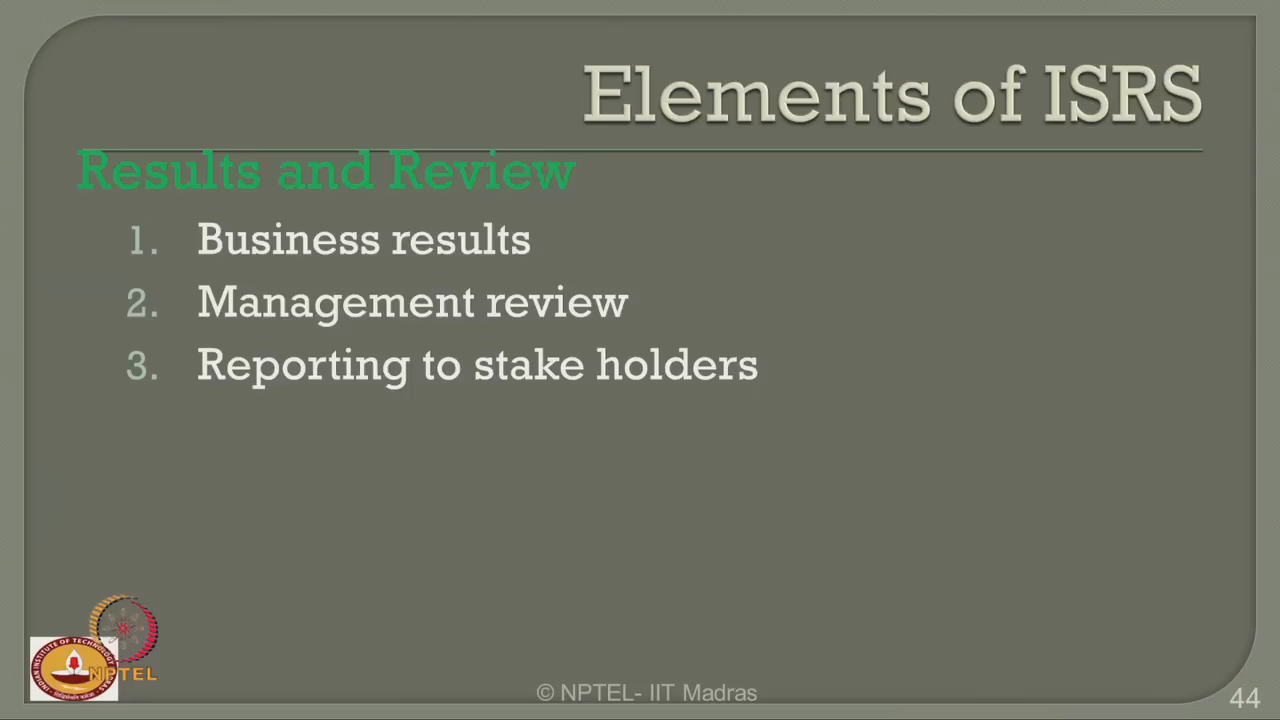 Elements of ISRS
Results and Review
1. Business results
2. Management review
3. Reporting to stake holders
NPTEL
© NPTEL- IIT Madras
44